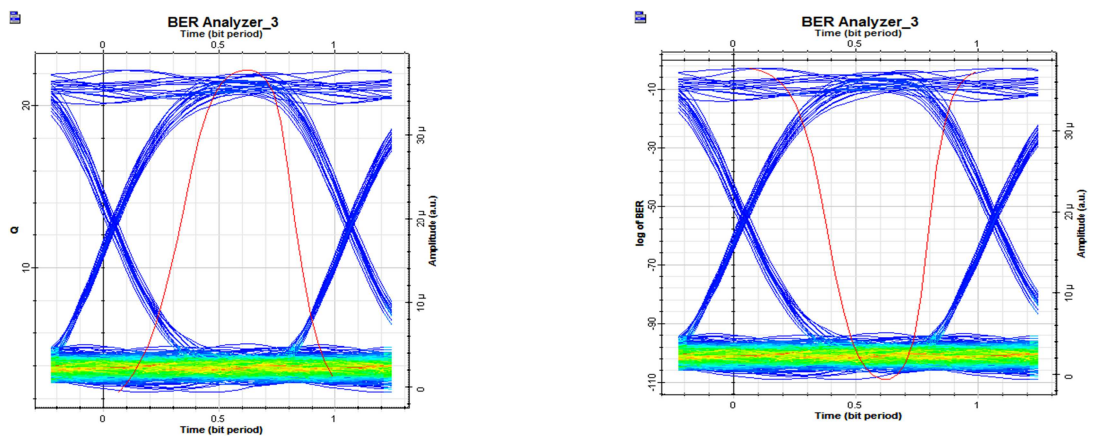 BER Analyzer_3
Time (bit period)
0 0.5 1
Q
20
10
Amplitude (a.u.)
30 µ
20 µ
10 µ
0
0 0.5 1
Time (bit period)
BER Analyzer_3
Time (bit period)
0 0.5 1
log of BER
-10
-30
-50
-70
-90
-110
Amplitude (a.u.)
30 µ
20 µ
10 µ
0
0 0.5 1
Time (bit period)